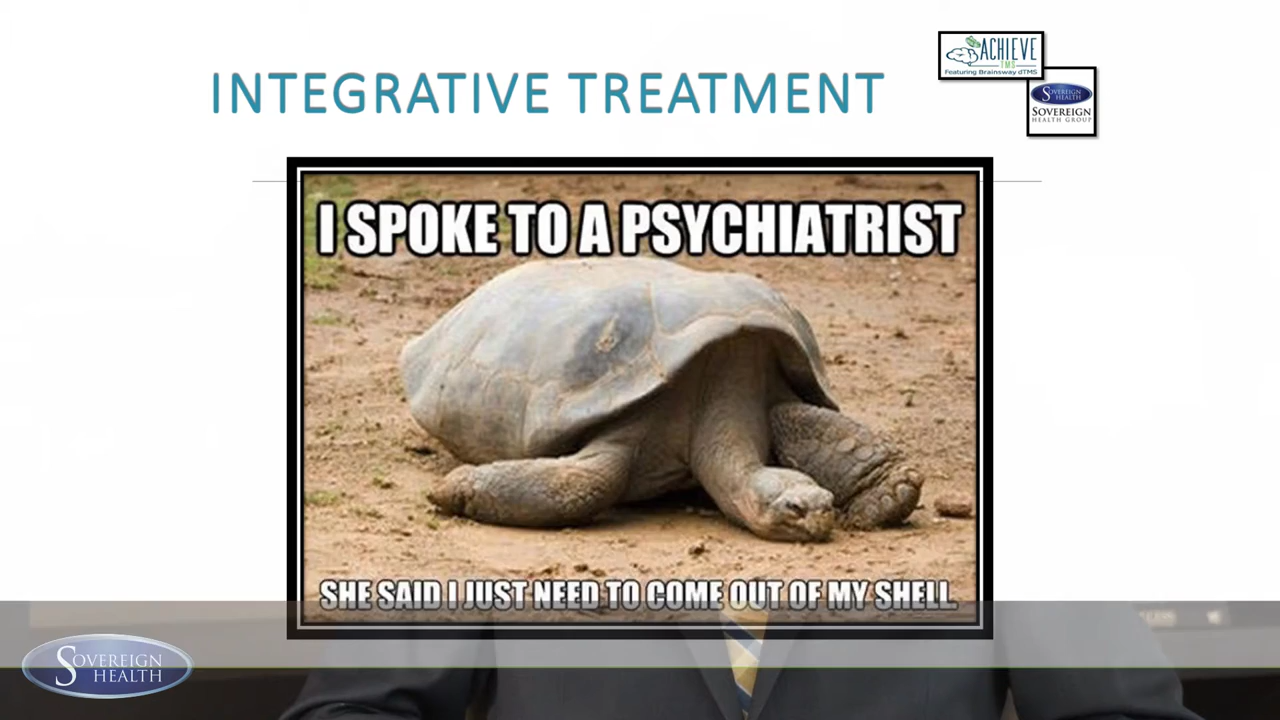 INTEGRATIVE TREATMENT
ACHIEVE
TMS
Featuring Brainsway dTMS
SOVEREIGN
HEALTH
SOVEREIGN
HEALTH GROUP
I SPOKE TO A PSYCHIATRIST
SHE SAID I JUST NEED TO COME OUT OF MY SHELL
SOVEREIGN
HEALTH